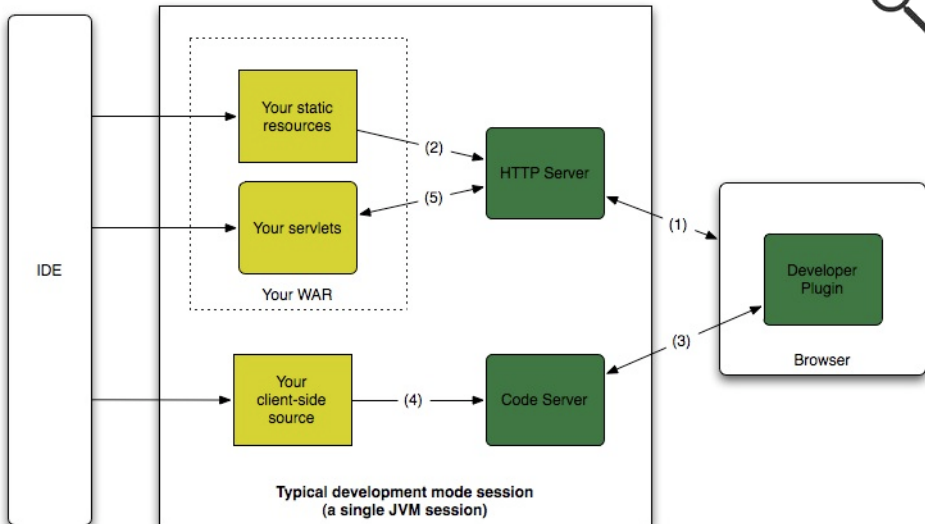 IDE
Your static
resources
(2)
HTTP Server
(5)
Your servlets
(1)
Your WAR
Developer
Plugin
(3)
Browser
Your
client-side
source
(4)
Code Server
Typical development mode session
(a single JVM session)